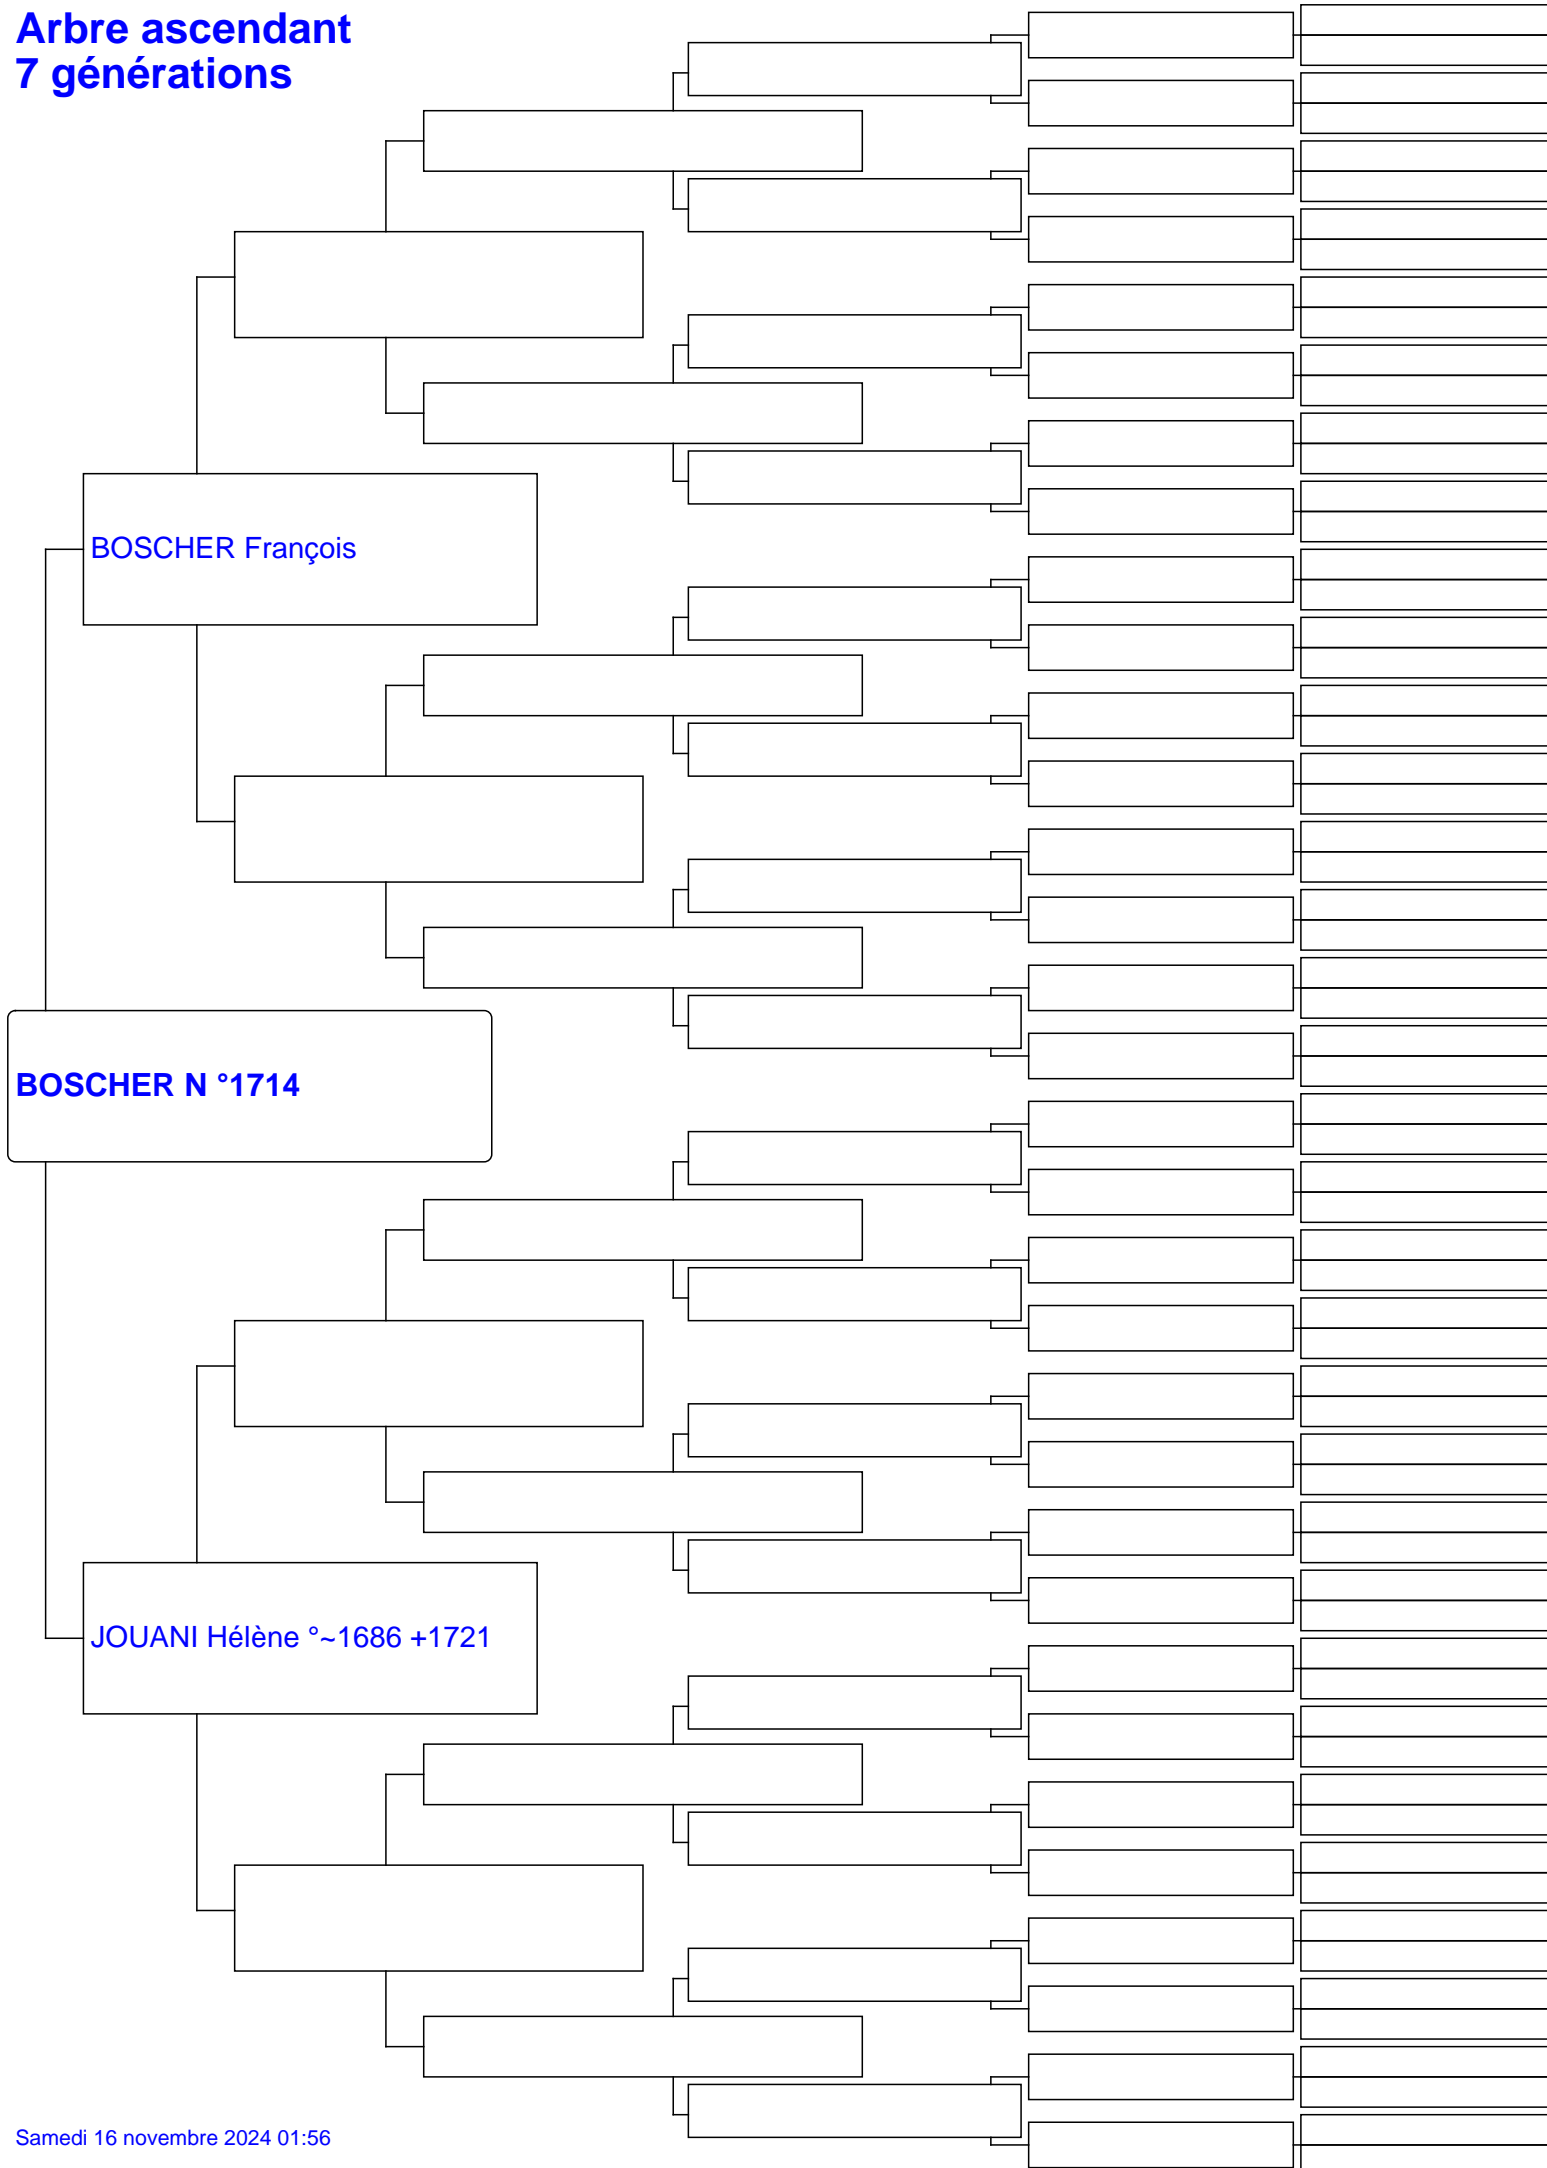 Arbre ascendant
7 générations
BOSCHER François
BOSCHER N °1714
JOUANI Hélène °~1686 +1721
Samedi 16 novembre 2024 01:56